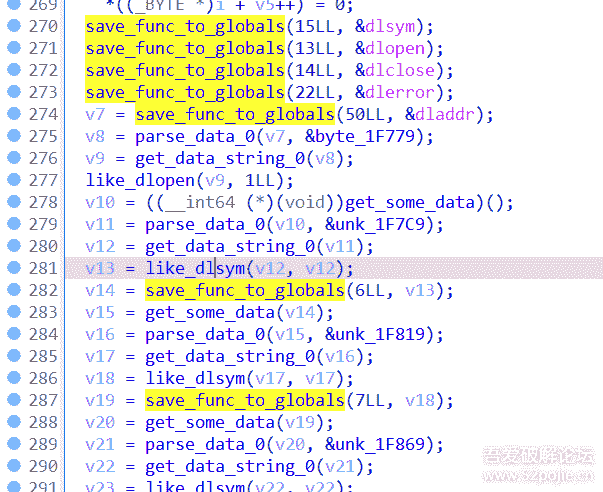 269 *((_BYTE *)i + v5++) = 0;
270 save_func_to_globals(15LL, &dlsym);
271 save_func_to_globals(13LL, &dlopen);
272 save_func_to_globals(14LL, &dlclose);
273 save_func_to_globals(22LL, &dlerror);
274 v7 = save_func_to_globals(50LL, &dladdr);
275 v8 = parse_data_0(v7, &byte_1F779);
276 v9 = get_data_string_0(v8);
277 like_dlopen(v9, 1LL);
278 v10 = ((__int64 (*)(void))get_some_data)();
279 v11 = parse_data_0(v10, &unk_1F7C9);
280 v12 = get_data_string_0(v11);
281 v13 = like_dlsym(v12, v12);
282 v14 = save_func_to_globals(6LL, v13);
283 v15 = get_some_data(v14);
284 v16 = parse_data_0(v15, &unk_1F819);
285 v17 = get_data_string_0(v16);
286 v18 = like_dlsym(v17, v17);
287 v19 = save_func_to_globals(7LL, v18);
288 v20 = get_some_data(v19);
289 v21 = parse_data_0(v20, &unk_1F869);
290 v22 = get_data_string_0(v21);
291 v23 = like_dlsym(v22, v22);
吾爱破解论坛
www.52pojie.cn